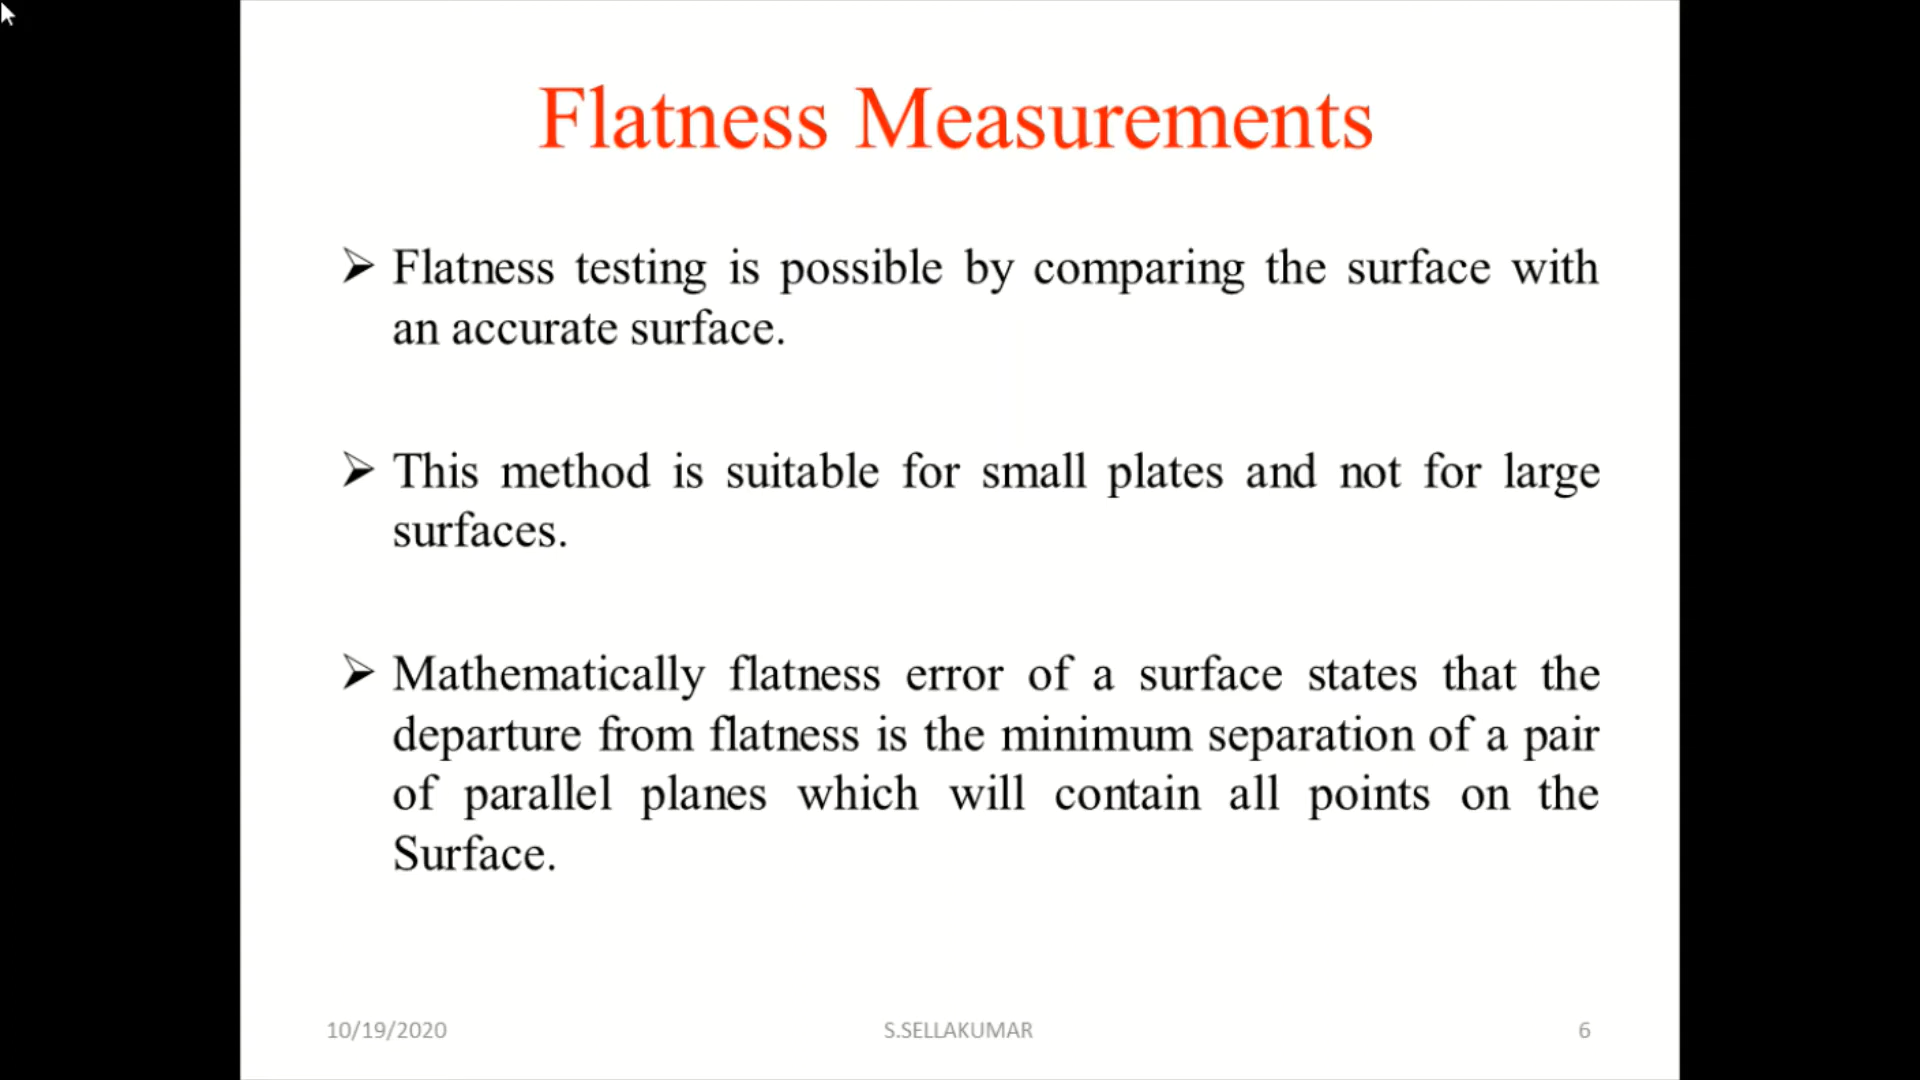 Flatness Measurements
➢ Flatness testing is possible by comparing the surface with
an accurate surface.
➢ This method is suitable for small plates and not for large
surfaces.
➢ Mathematically flatness error of a surface states that the
departure from flatness is the minimum separation of a pair
of parallel planes which will contain all points on the
Surface.
10/19/2020 S.SELLAKUMAR 6